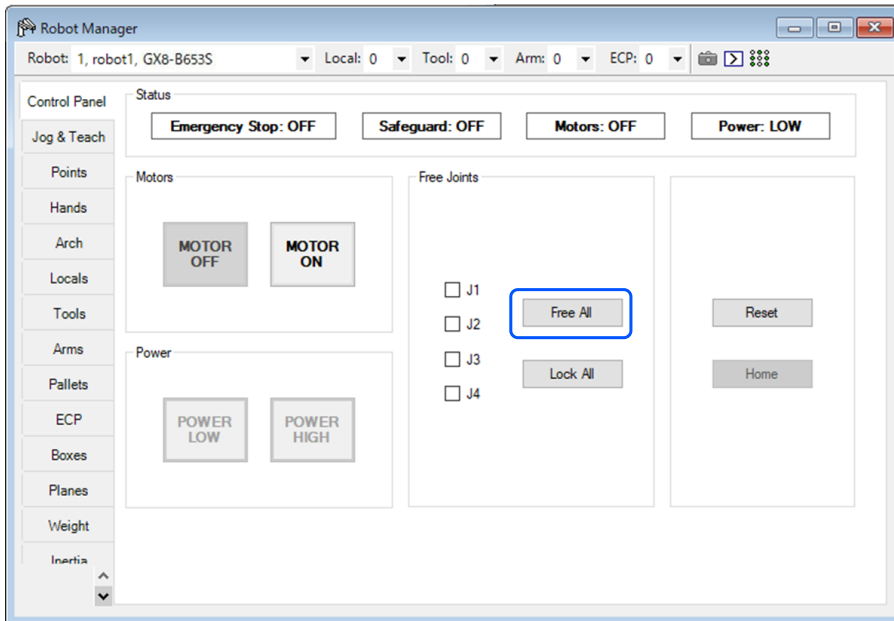 Robot Manager
Robot: 1, robot1, GX8-B653S Local: 0 Tool: 0 Arm: 0 ECP: 0
Control Panel
Jog & Teach
Points
Hands
Arch
Locals
Tools
Arms
Pallets
ECP
Boxes
Planes
Weight
Inertia
Status
Emergency Stop: OFF Safeguard: OFF Motors: OFF Power: LOW
Motors
MOTOR
OFF
MOTOR
ON
Power
POWER
LOW
POWER
HIGH
Free Joints
J1
J2
J3
J4
Free All
Lock All
Reset
Home